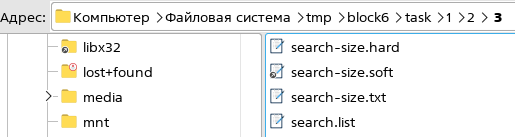 Адрес: Компьютер Файловая система tmp block6 task 1 2 3
libx32
lost+found
media
mnt
search-size.hard
search-size.soft
search-size.txt
search.list